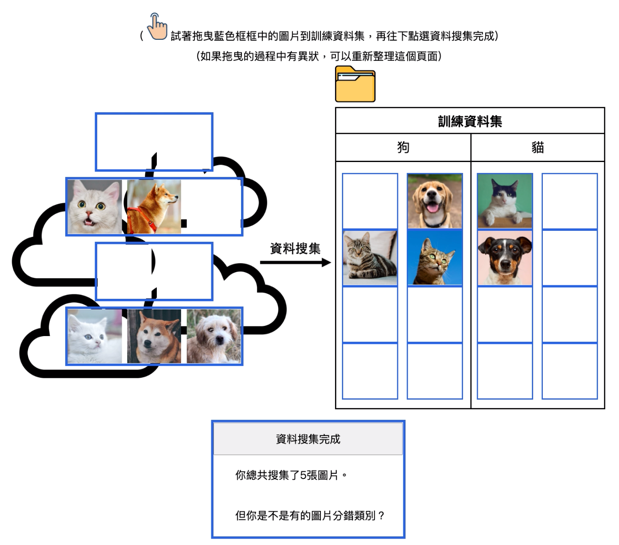 ( 試著拖曳藍色框框中的圖片到訓練資料集，再往下點選資料搜集完成)
(如果拖曳的過程中有異狀，可以重新整理這個頁面)
訓練資料集
狗 貓
資料搜集
資料搜集完成
你總共搜集了5張圖片。
但你是不是有的圖片分錯類別？